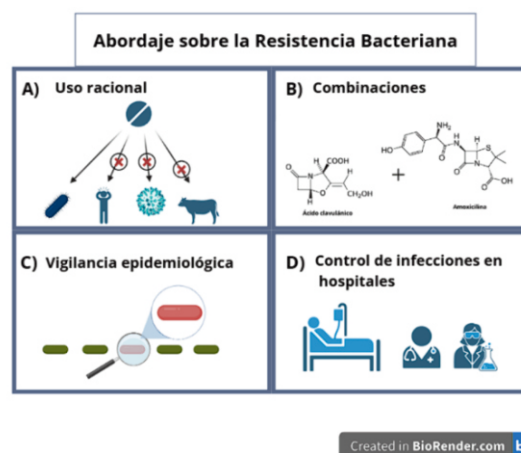 Abordaje sobre la Resistencia Bacteriana
A) Uso racional
B) Combinaciones
NH₂
HO
H
N
H
S
O
O
N
O
OH
H
COOH
O
N
O
H
H
CH₂OH
+
Ácido clavulánico
Amoxicilina
C) Vigilancia epidemiológica
D) Control de infecciones en
hospitales
Created in BioRender.com b